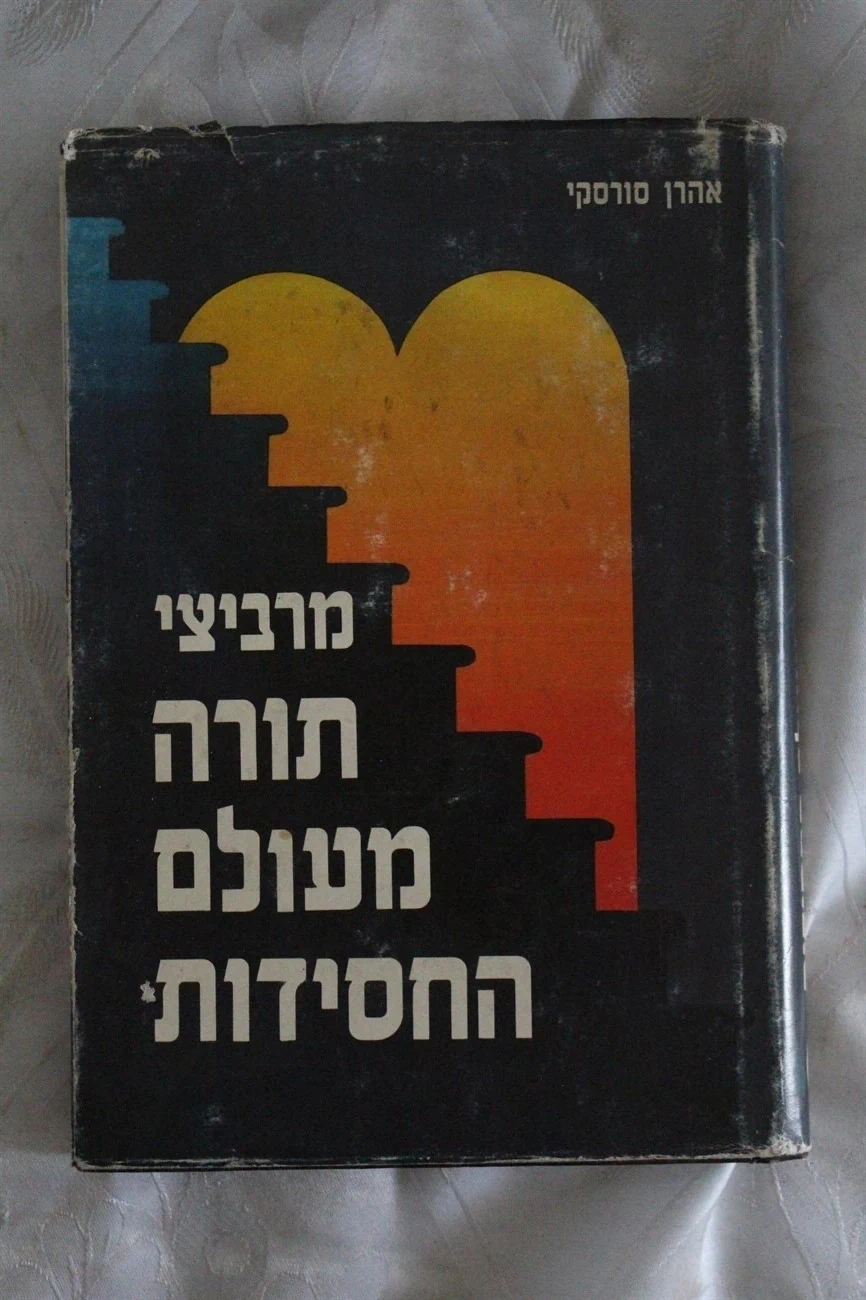 אהרן סורסקי
מרביצי
תורה
מעולם
החסידות